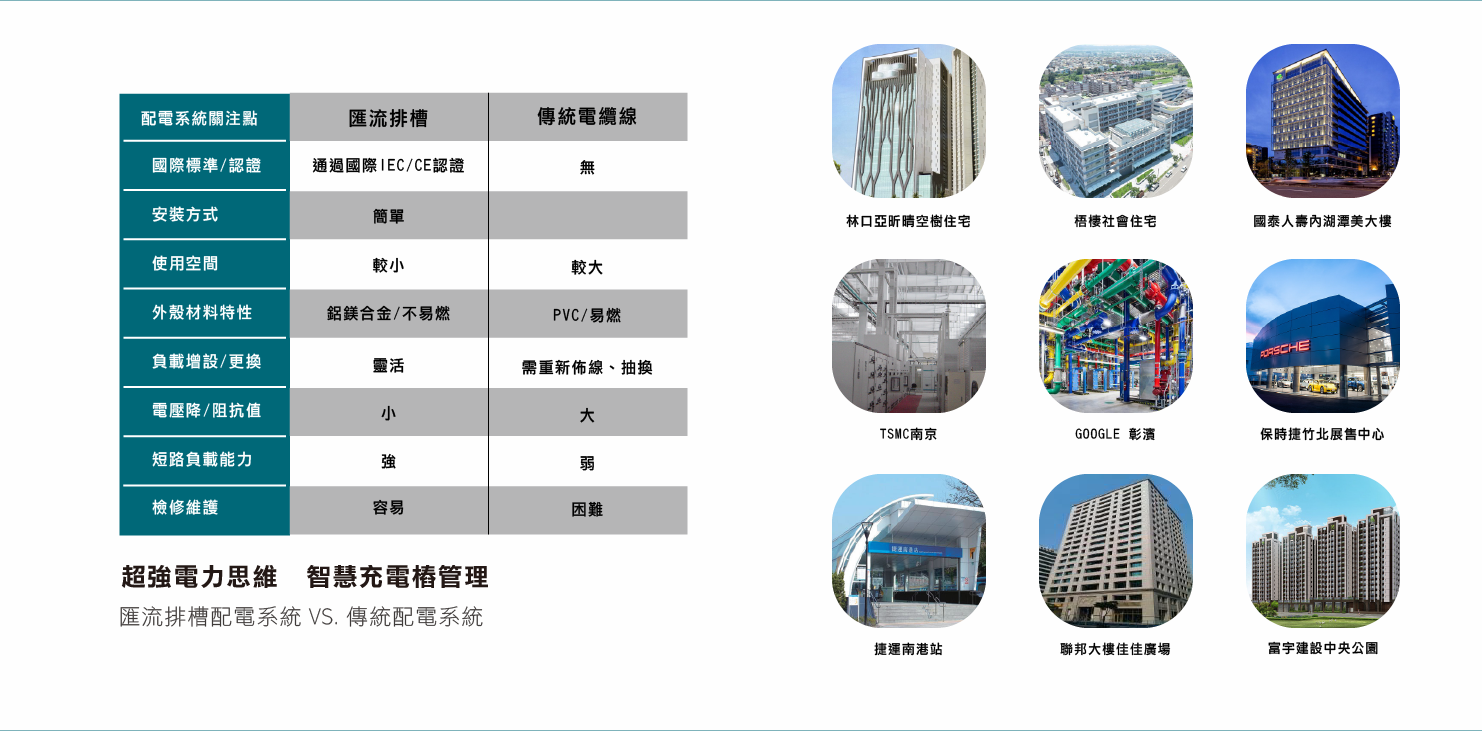 配電系統關注點 匯流排槽 傳統電纜線
國際標準/認證 通過國際IEC/CE認證 無
安裝方式 簡單
使用空間 較小 較大
外殼材料特性 鋁鎂合金/不易燃 PVC/易燃
負載增設/更換 靈活 需重新佈線、抽換
電壓降/阻抗值 小 大
短路負載能力 強 弱
檢修維護 容易 困難
超強電力思維 智慧充電樁管理
匯流排槽配電系統 VS. 傳統配電系統
林口亞昕晴空樹住宅 梧棲社會住宅 國泰人壽內湖潭美大樓
PORSCHE
TSMC南京 GOOGLE 彰濱 保時捷竹北展售中心
捷運南港站
捷運南港站 聯邦大樓佳佳廣場 富宇建設中央公園